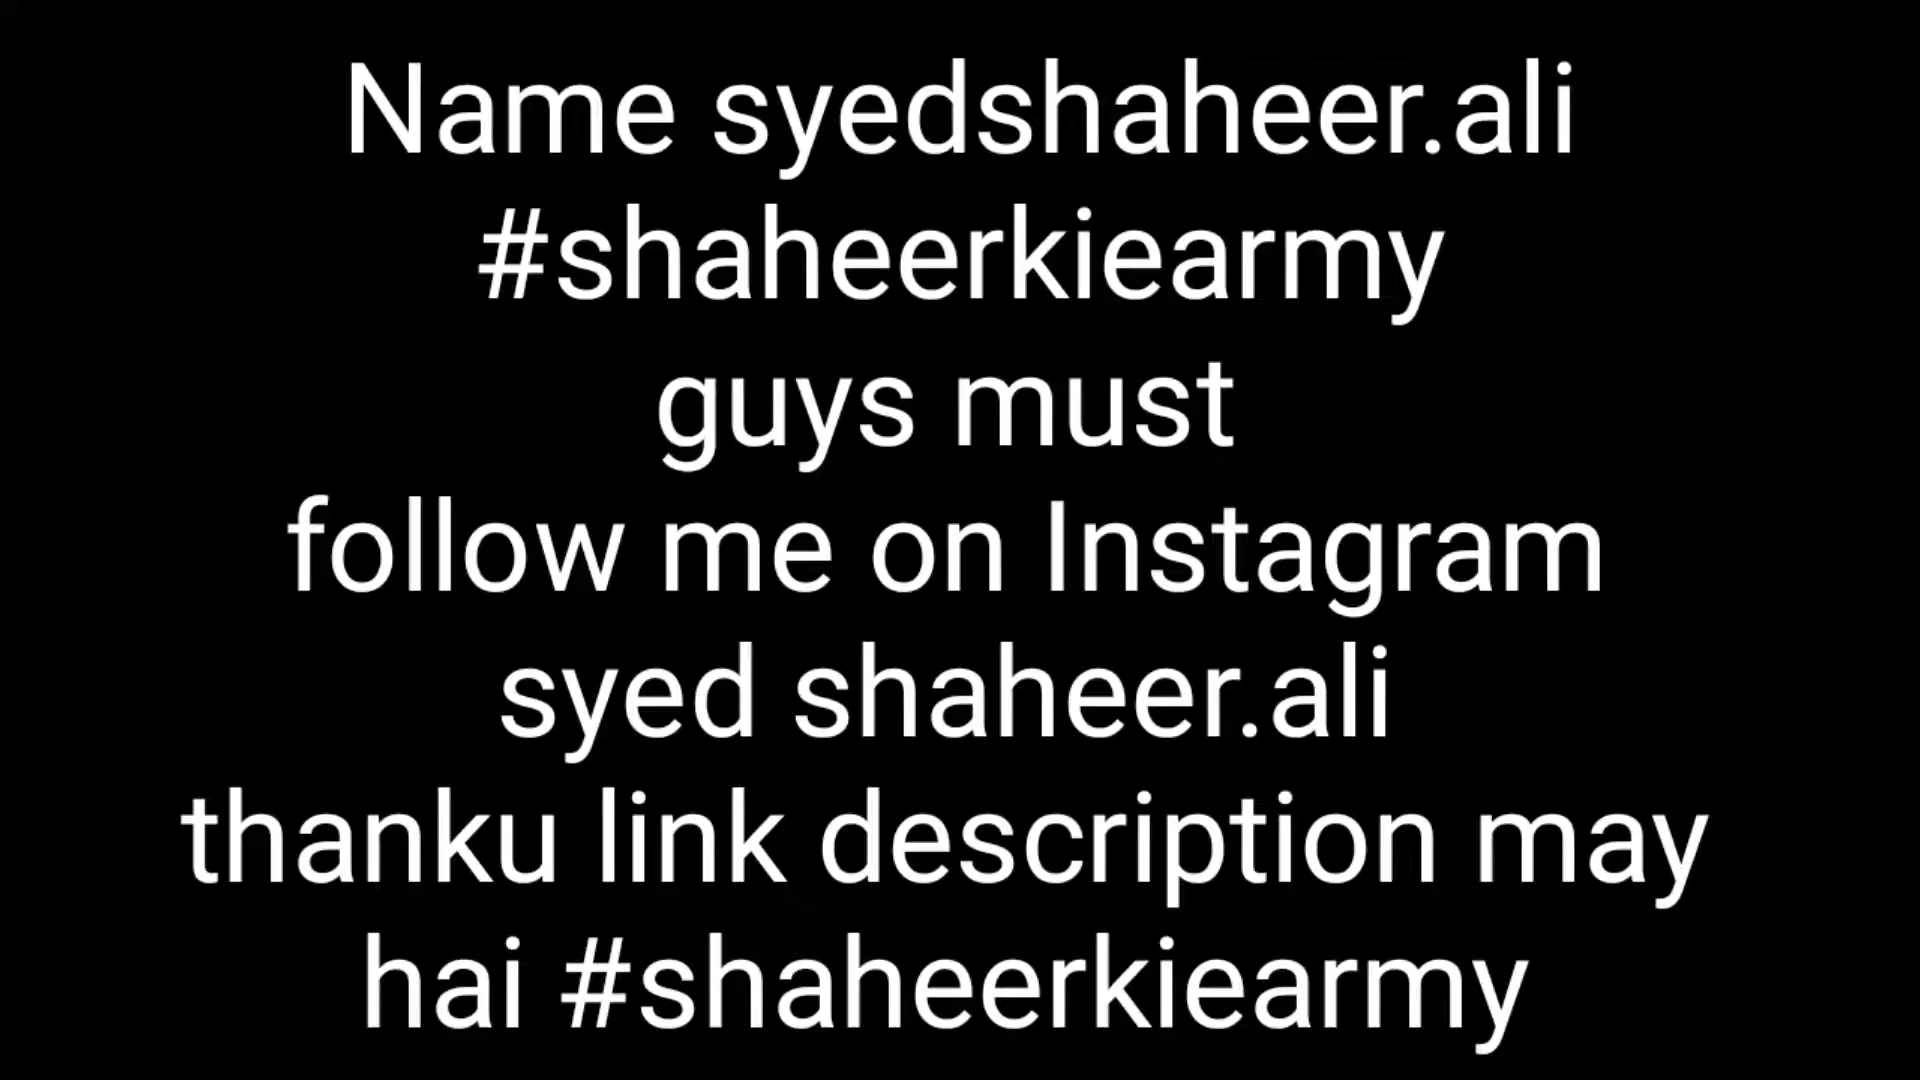 Name syedshaheer.ali
#shaheerkiearmy
guys must
follow me on Instagram
syed shaheer.ali
thanku link description may
hai #shaheerkiearmy